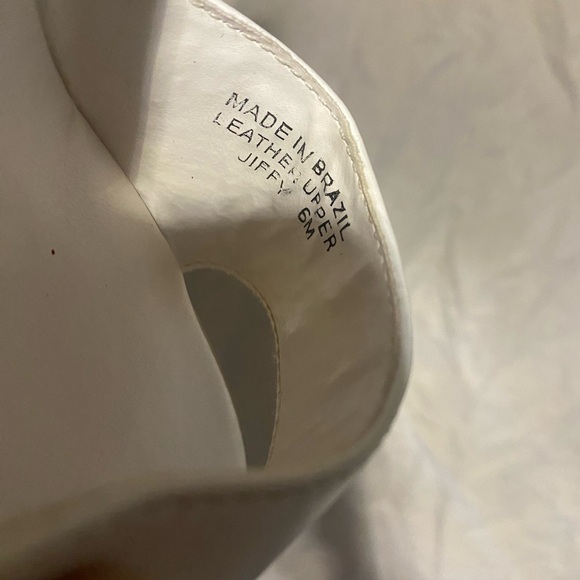 MADE IN BRAZIL
LEATHER UPPER
JIFFY 6M